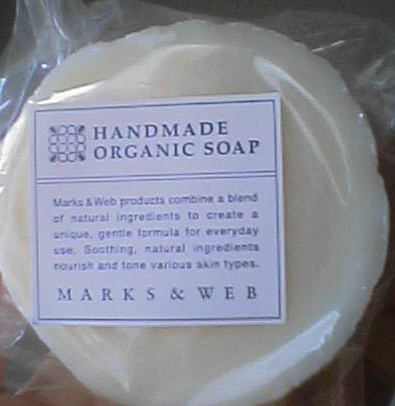 HANDMADE
ORGANIC SOAP
Marks & Web products combine a blend
of natural ingredients to create a
unique, gentle formula for everyday
use. Soothing, natural ingredients
nourish and tone various skin types.
MARKS & WEB